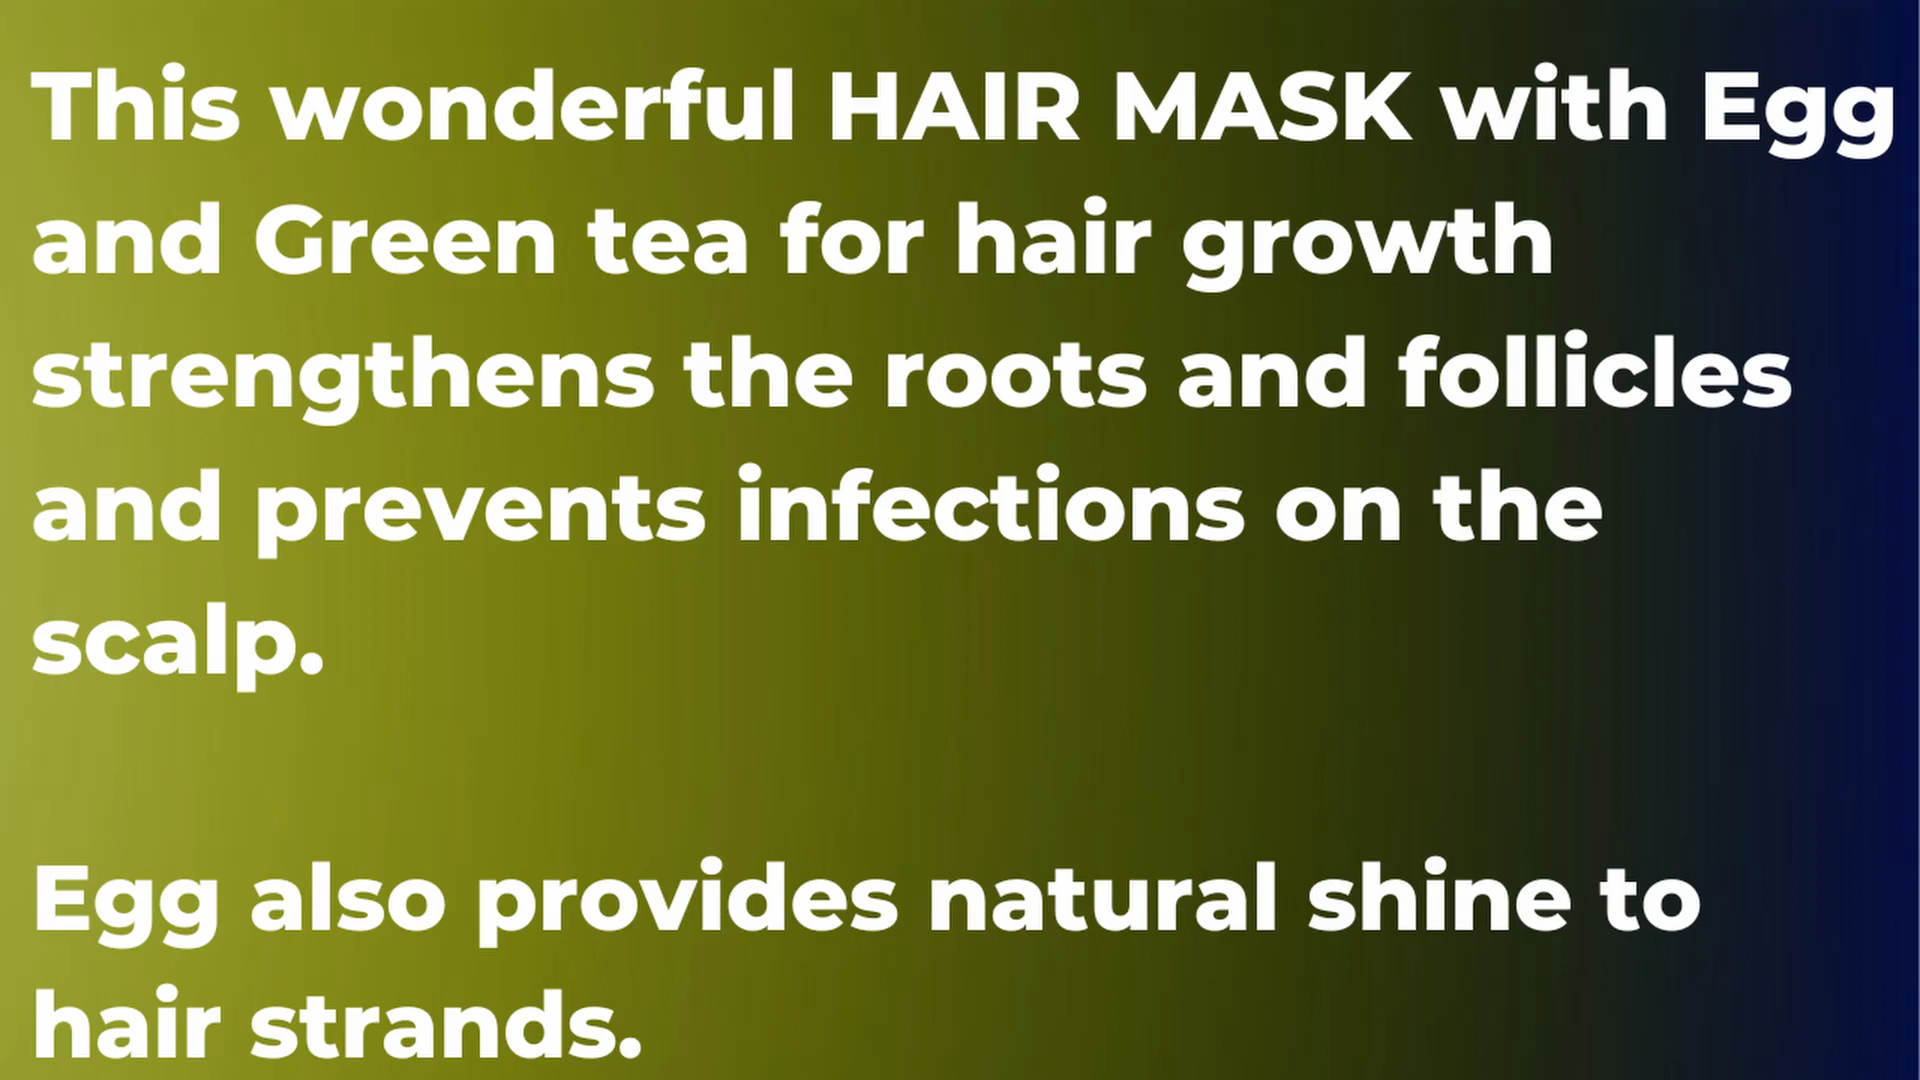 This wonderful HAIR MASK with Egg
and Green tea for hair growth
strengthens the roots and follicles
and prevents infections on the
scalp.
Egg also provides natural shine to
hair strands.